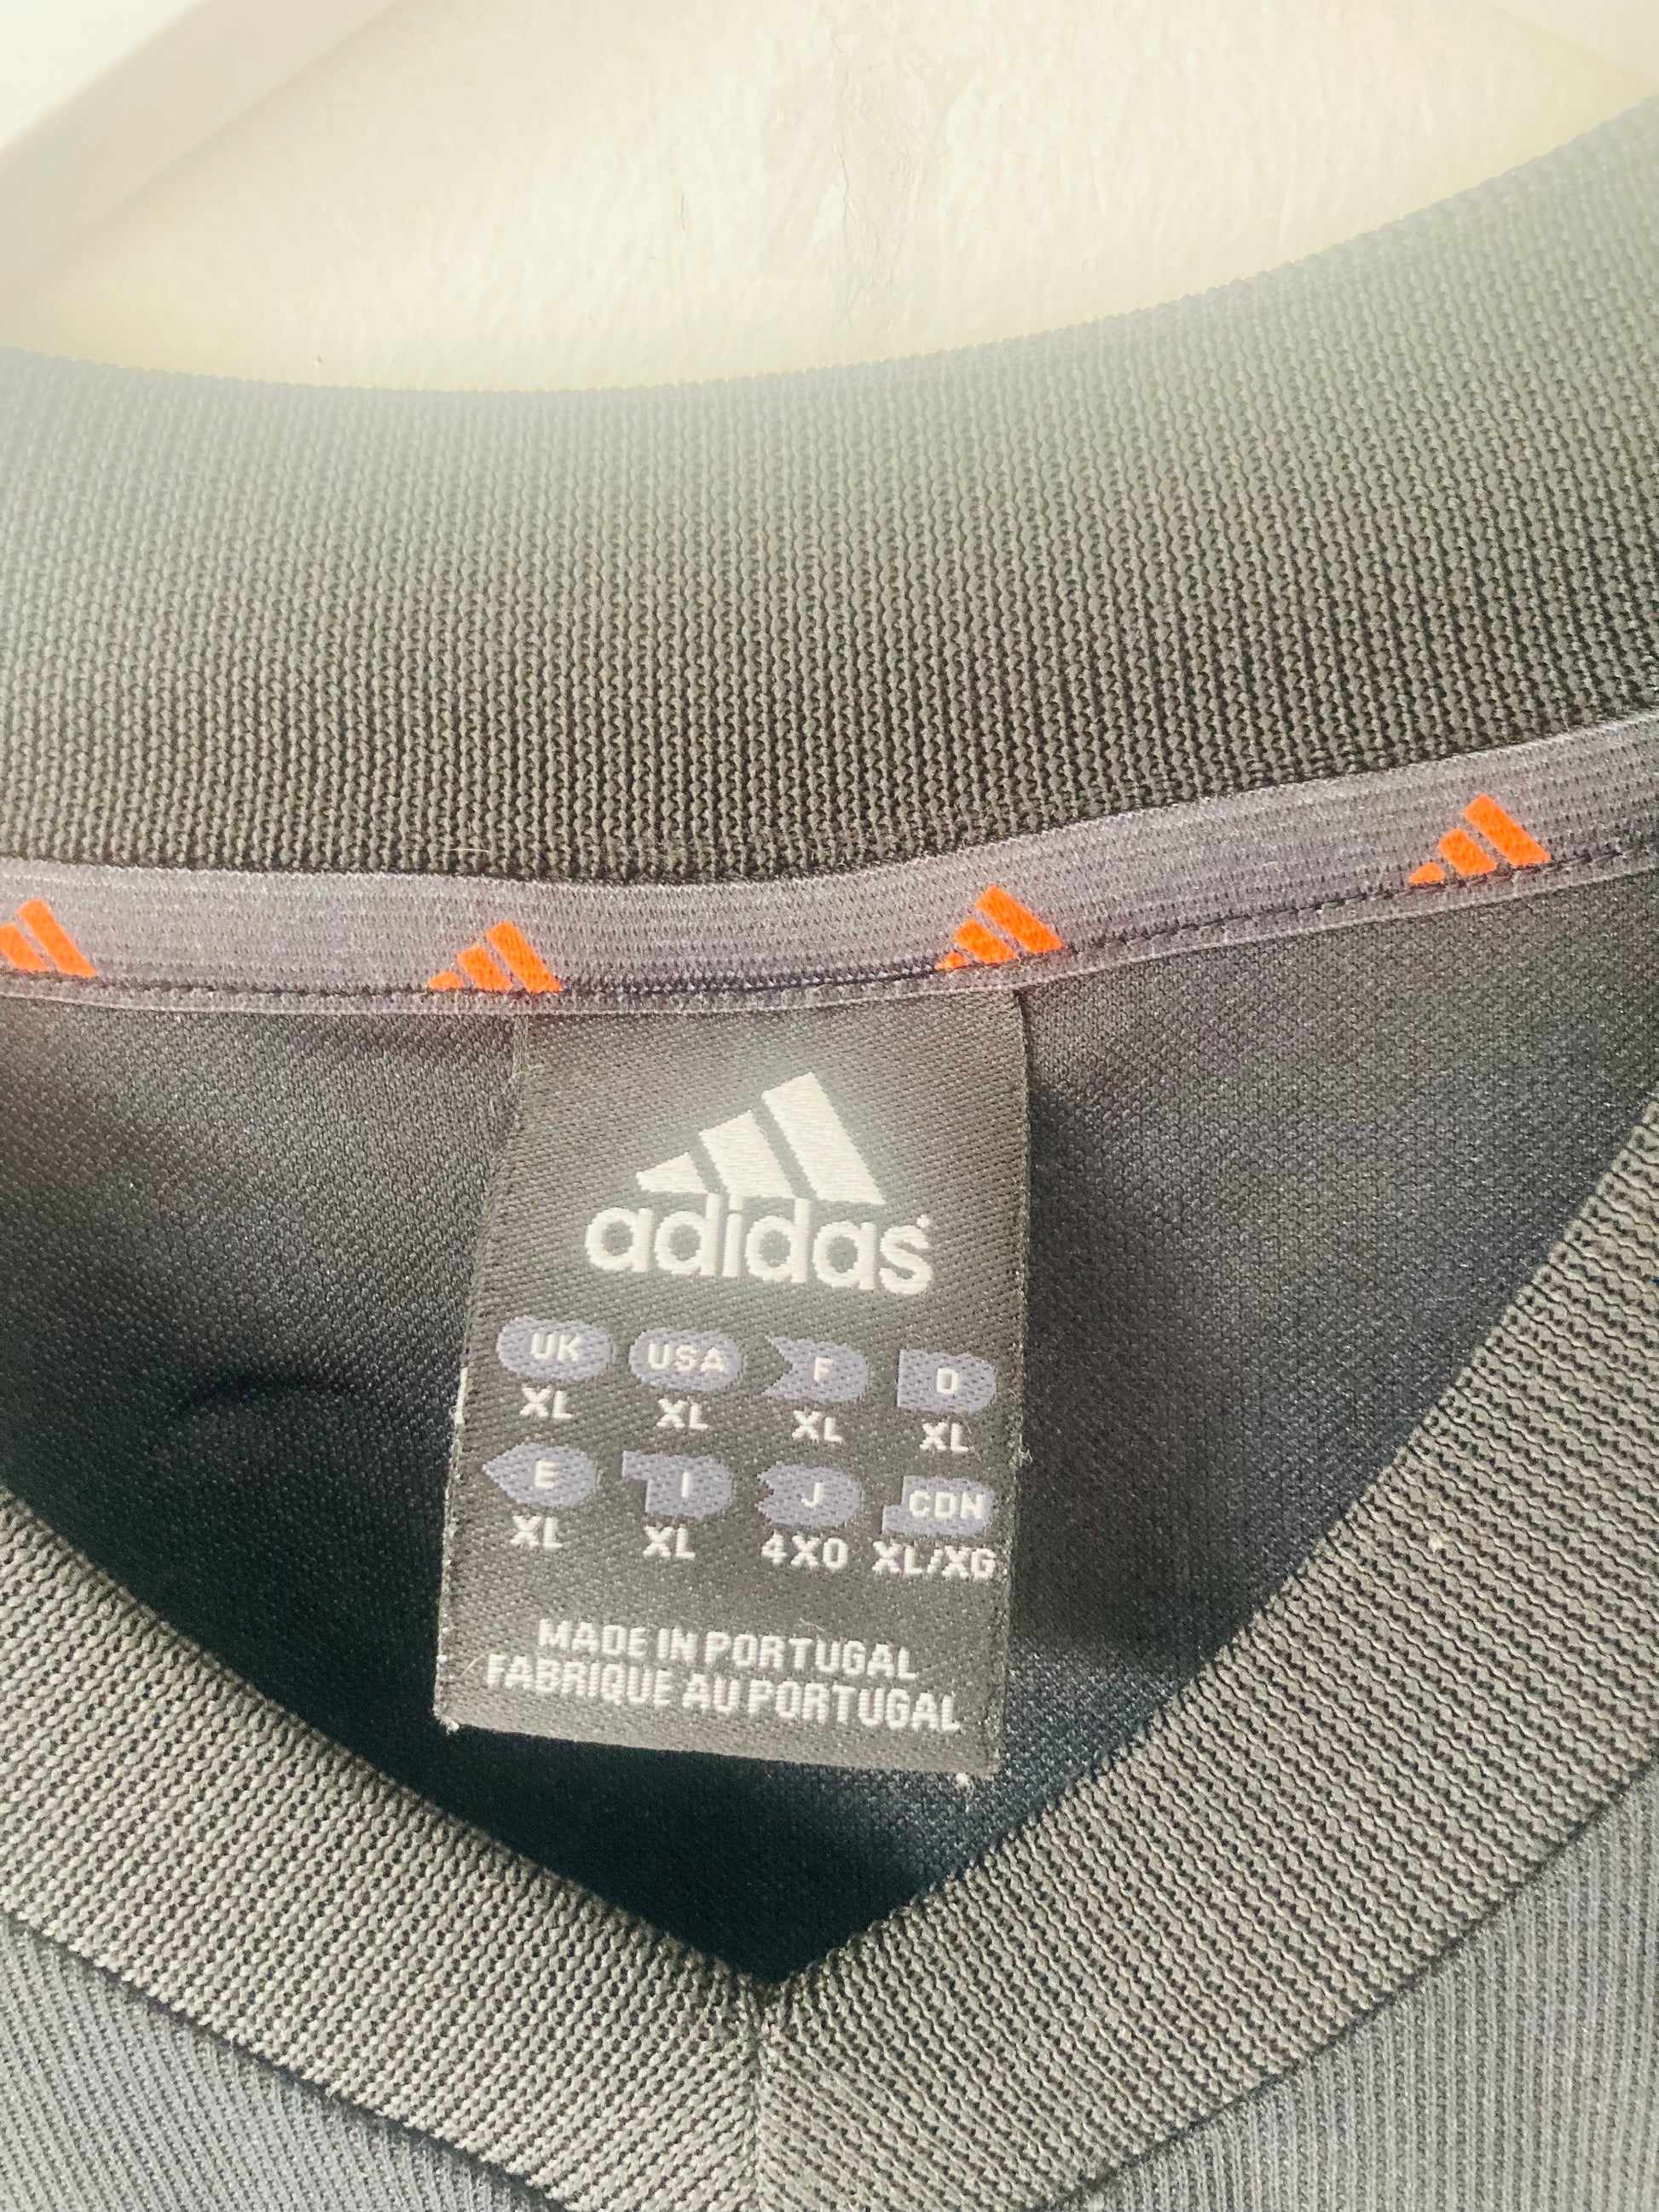 adidas
UK USA F D
XL XL XL XL
E I J CDN
XL XL 4XO XL/XG
MADE IN PORTUGAL
FABRIQUE AU PORTUGAL